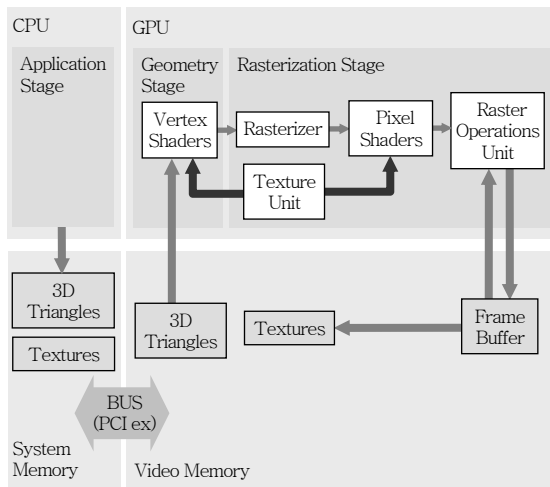 CPU
Application
Stage
GPU
Geometry
Stage
Rasterization Stage
Vertex
Shaders
Rasterizer
Pixel
Shaders
Raster
Operations
Unit
Texture
Unit
3D
Triangles
Textures
3D
Triangles
Textures
Frame
Buffer
BUS
(PCI ex)
System
Memory
Video Memory